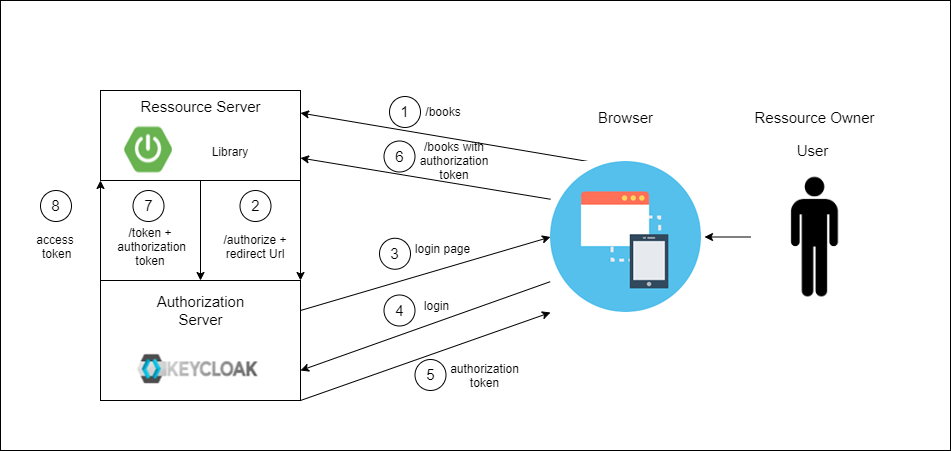 Ressource Server
Library
1
/books
6
/books with
authorization
token
Browser
Ressource Owner
User
8
access
token
7
/token +
authorization
token
2
/authorize +
redirect Url
3
login page
4
login
5
authorization
token
Authorization
Server
KEYCLOAK